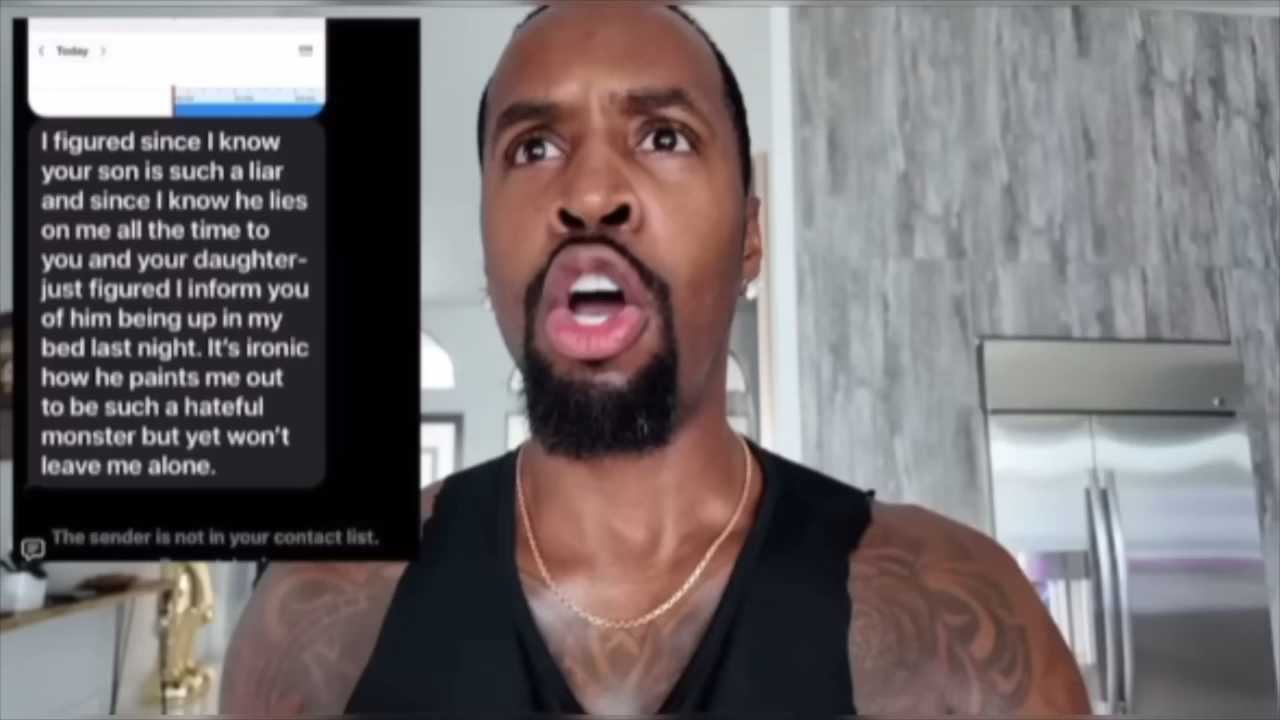 Today
I figured since I know
your son is such a liar
and since I know he lies
on me all the time to
you and your daughter-
just figured I inform you
of him being up in my
bed last night. It's ironic
how he paints me out
to be such a hateful
monster but yet won't
leave me alone.
The sender is not in your contact list.